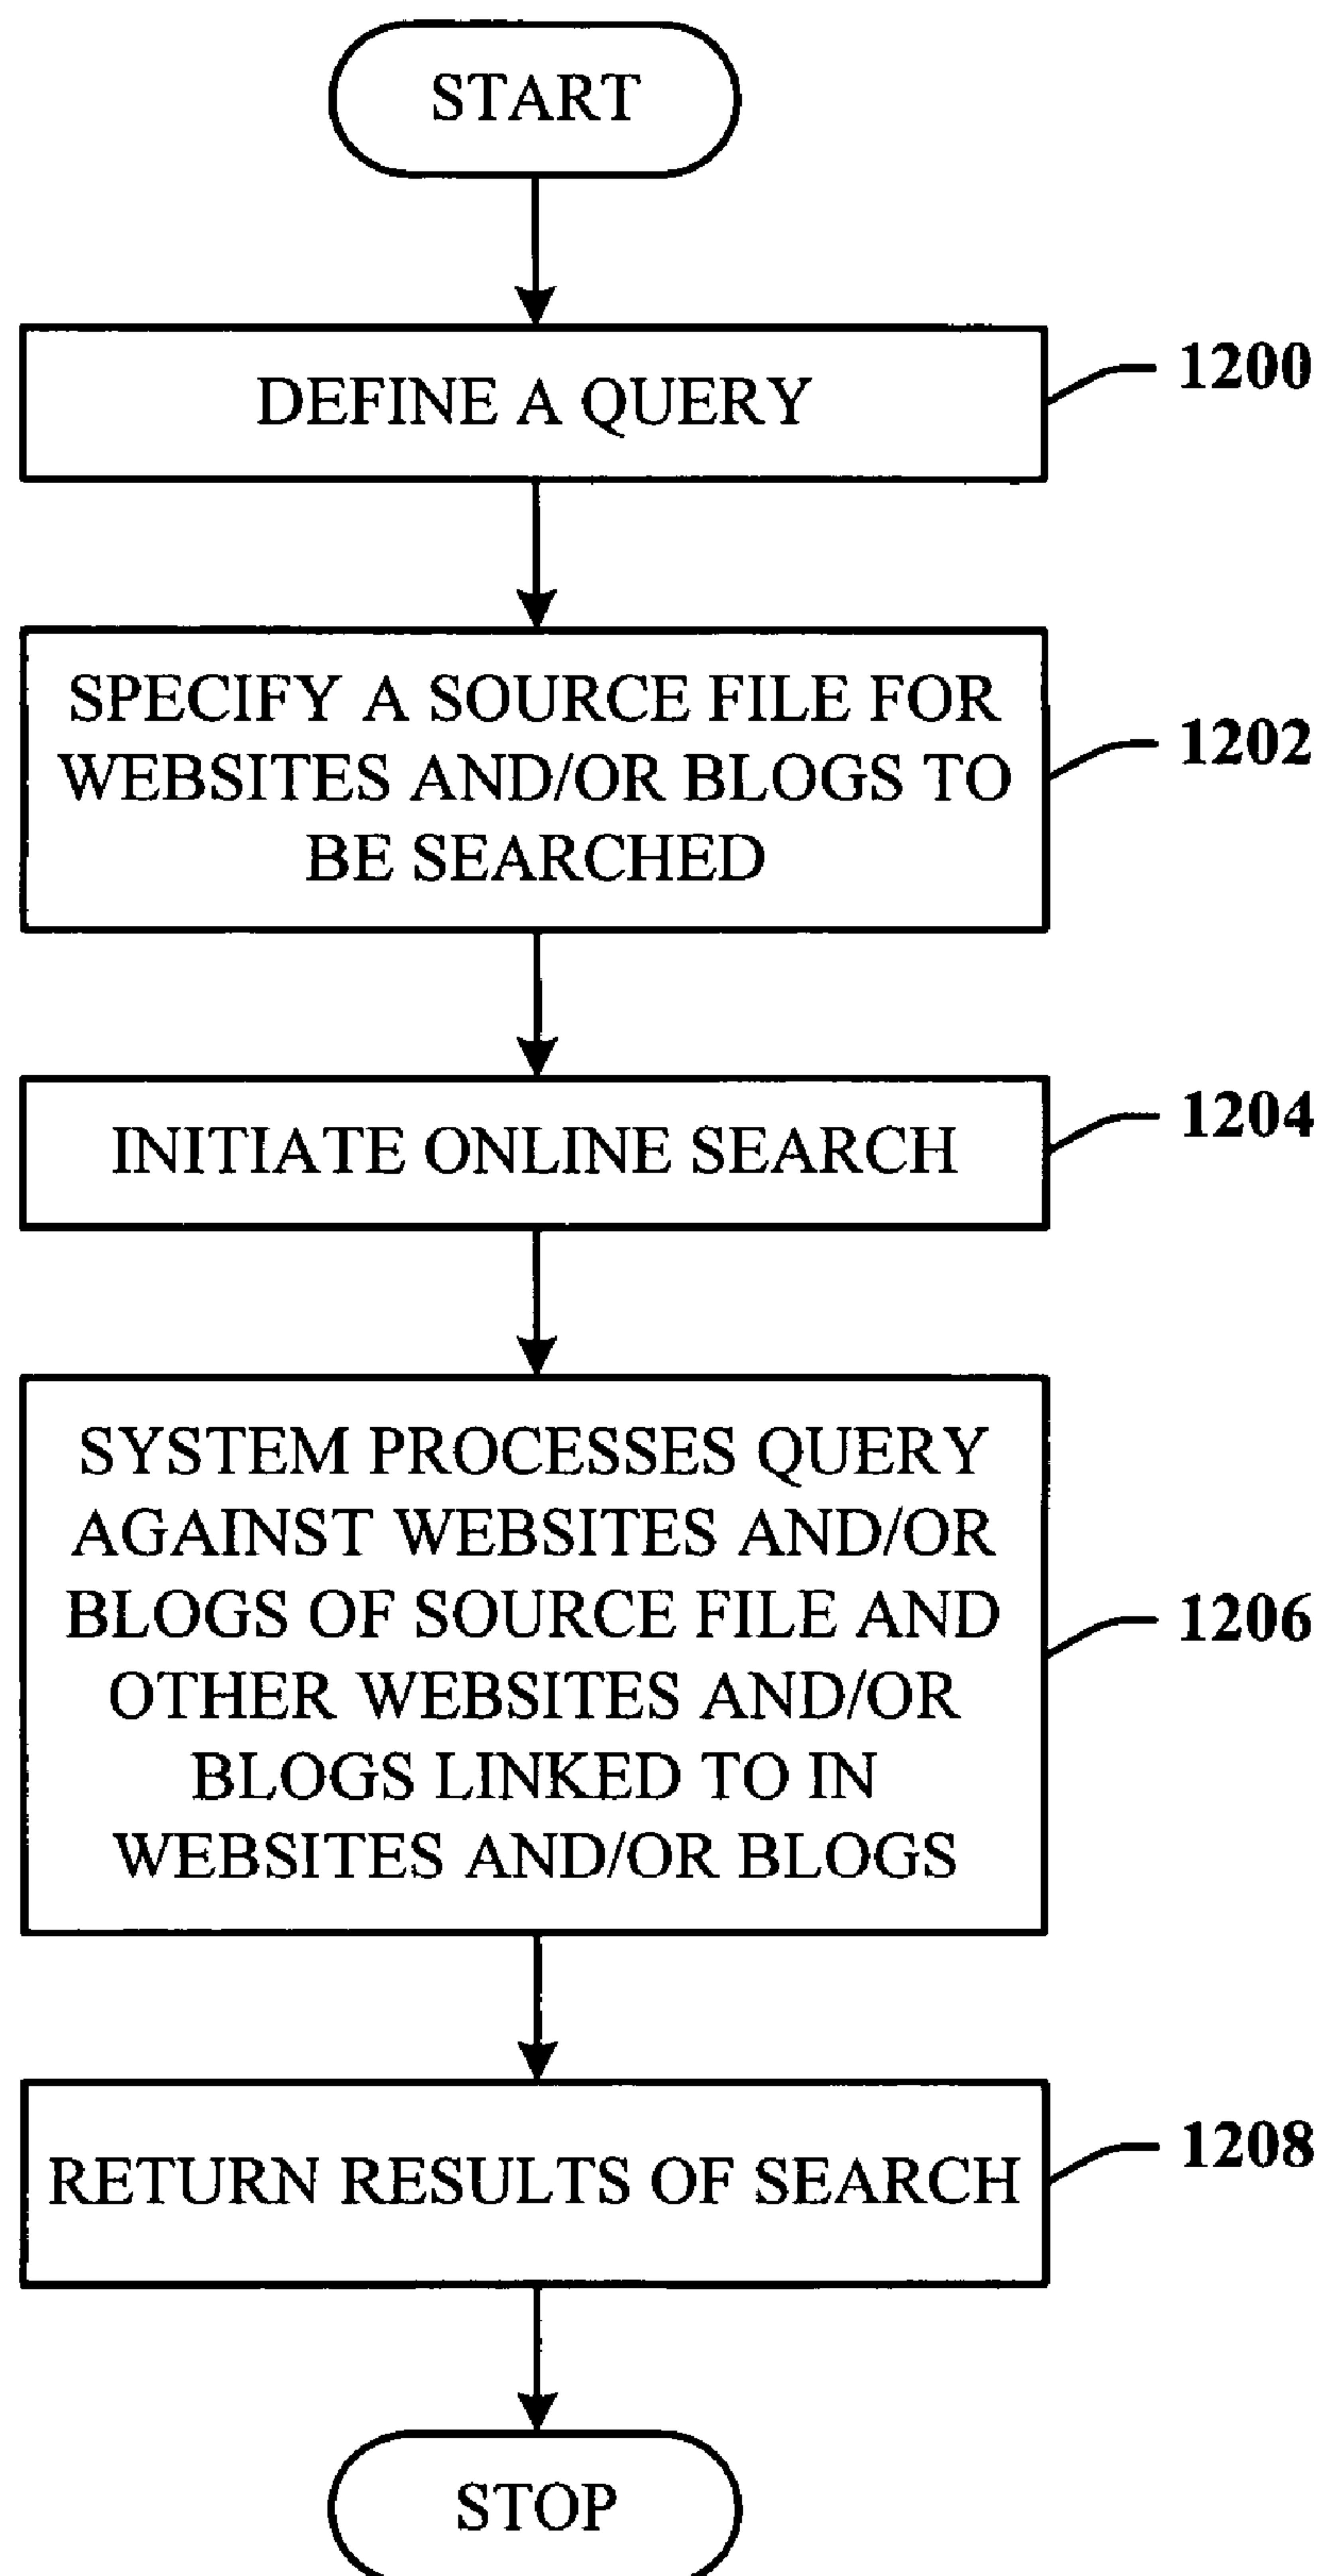 START
DEFINE A QUERY
1200
SPECIFY A SOURCE FILE FOR
WEBSITES AND/OR BLOGS TO
BE SEARCHED
1202
INITIATE ONLINE SEARCH
1204
SYSTEM PROCESSES QUERY
AGAINST WEBSITES AND/OR
BLOGS OF SOURCE FILE AND
OTHER WEBSITES AND/OR
BLOGS LINKED TO IN
WEBSITES AND/OR BLOGS
1206
RETURN RESULTS OF SEARCH
1208
STOP